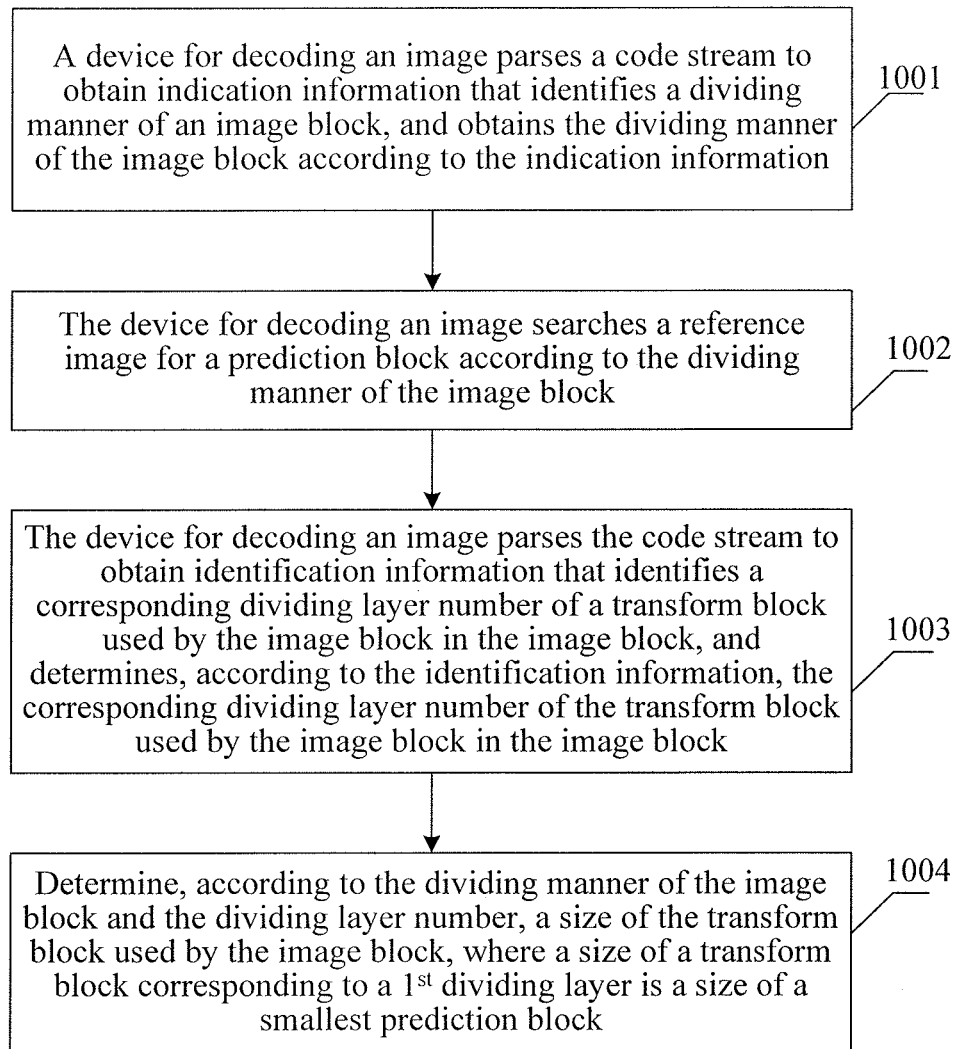 A device for decoding an image parses a code stream to
obtain indication information that identifies a dividing
manner of an image block, and obtains the dividing manner
of the image block according to the indication information
1001
The device for decoding an image searches a reference
image for a prediction block according to the dividing
manner of the image block
1002
The device for decoding an image parses the code stream to
obtain identification information that identifies a
corresponding dividing layer number of a transform block
used by the image block in the image block, and
determines, according to the identification information, the
corresponding dividing layer number of the transform block
used by the image block in the image block
1003
Determine, according to the dividing manner of the image
block and the dividing layer number, a size of the transform
block used by the image block, where a size of a transform
block corresponding to a 1st dividing layer is a size of a
smallest prediction block
1004